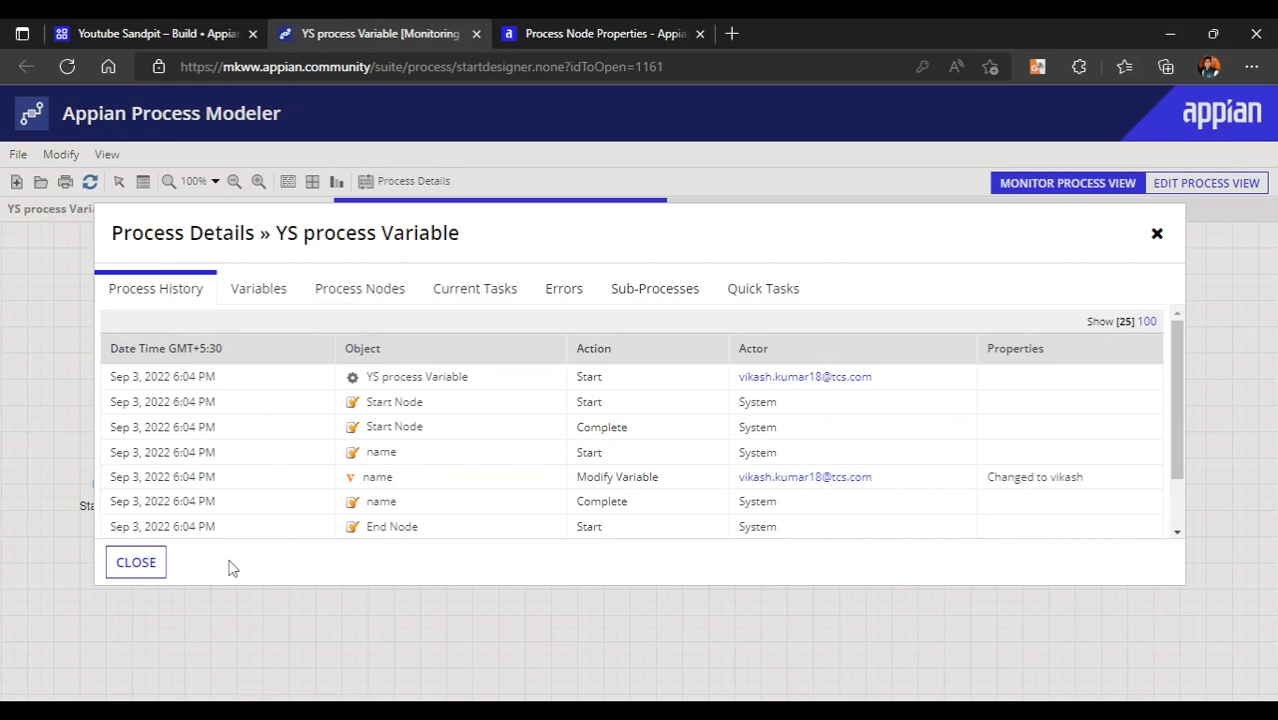 Youtube Sandpit – Build • Appian
YS process Variable [Monitoring
Process Node Properties - Appia
https://mkww.appian.community/suite/process/startdesigner.none?idToOpen=1161
Appian Process Modeler
appian
File Modify View
100% Process Details MONITOR PROCESS VIEW EDIT PROCESS VIEW
YS process Varia
Process Details » YS process Variable
Process History Variables Process Nodes Current Tasks Errors Sub-Processes Quick Tasks
Show [25] 100
Date Time GMT+5:30 Object Action Actor Properties
Sep 3, 2022 6:04 PM YS process Variable Start vikash.kumar18@tcs.com
Sep 3, 2022 6:04 PM Start Node Start System
Sep 3, 2022 6:04 PM Start Node Complete System
Sep 3, 2022 6:04 PM name Start System
Sep 3, 2022 6:04 PM name Modify Variable vikash.kumar18@tcs.com Changed to vikash
Sep 3, 2022 6:04 PM name Complete System
Sta
Sep 3, 2022 6:04 PM End Node Start System
CLOSE